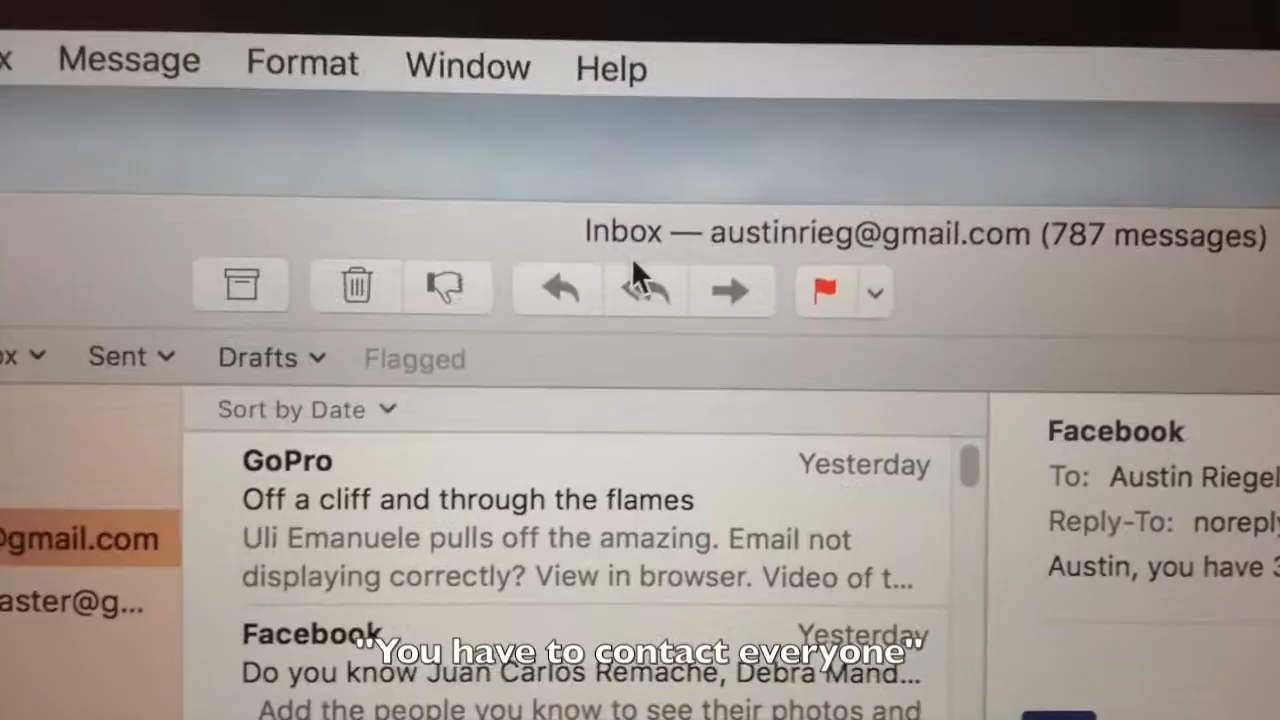 Message Format Window Help
Inbox — austinrieg@gmail.com (787 messages)
Sent Drafts Flagged
Sort by Date
GoPro Yesterday
Off a cliff and through the flames
Uli Emanuele pulls off the amazing. Email not
displaying correctly? View in browser. Video of t...
Facebook Yesterday
Do you know Juan Carlos Remache, Debra Mand...
Add the people you know to see their photos and
"You have to contact everyone"
@gmail.com
aster@g...
Facebook
To: Austin Riegel
Reply-To: noreply
Austin, you have 3